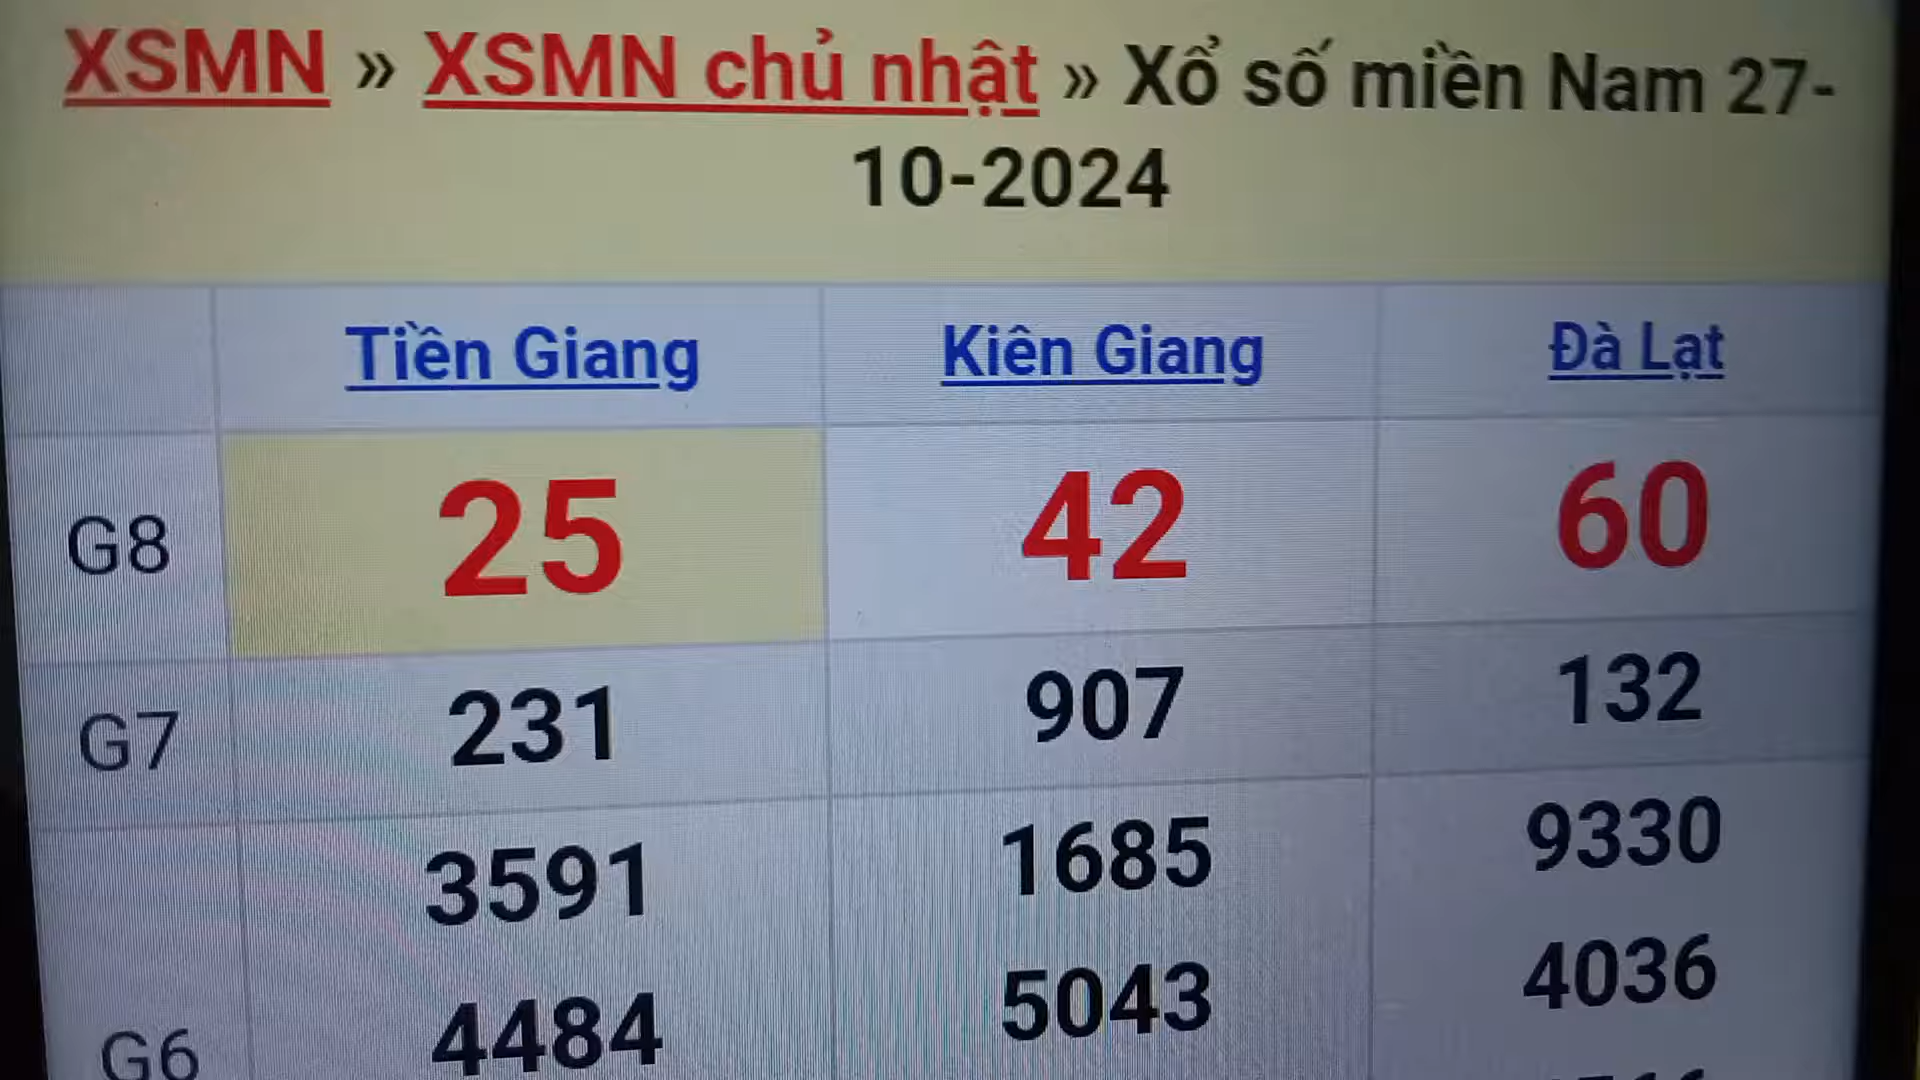 XSMN » XSMN chủ nhật » Xổ số miền Nam 27-
10-2024
Tiền Giang Kiên Giang Đà Lạt
G8 25 42 60
G7 231 907 132
3591 1685 9330
4484 5043 4036
G6